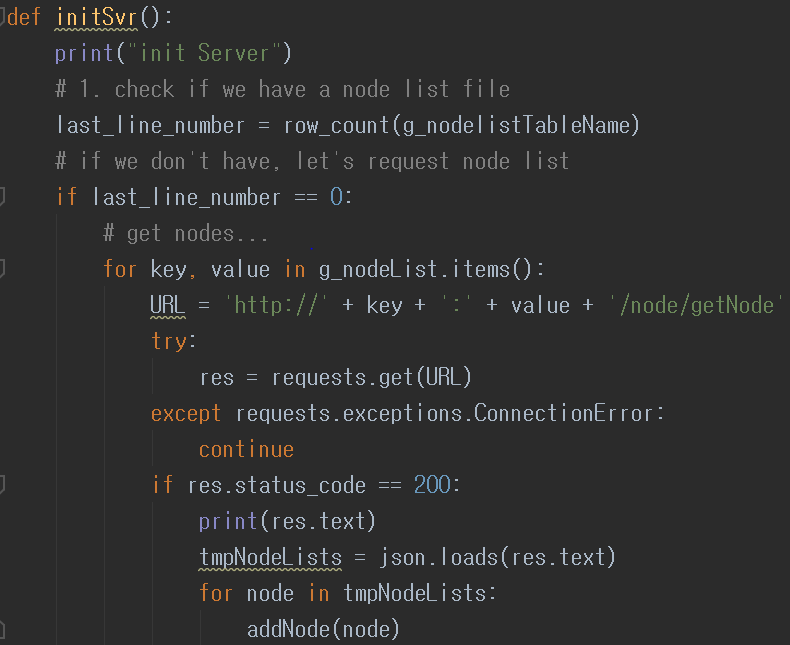 def initSvr():
    print("init Server")
    # 1. check if we have a node list file
    last_line_number = row_count(g_nodelistTableName)
    # if we don't have, let's request node list
    if last_line_number == 0:
        # get nodes...
        for key, value in g_nodeList.items():
            URL = 'http://' + key + ':' + value + '/node/getNode'
            try:
                res = requests.get(URL)
            except requests.exceptions.ConnectionError:
                continue
            if res.status_code == 200:
                print(res.text)
                tmpNodeLists = json.loads(res.text)
                for node in tmpNodeLists:
                    addNode(node)